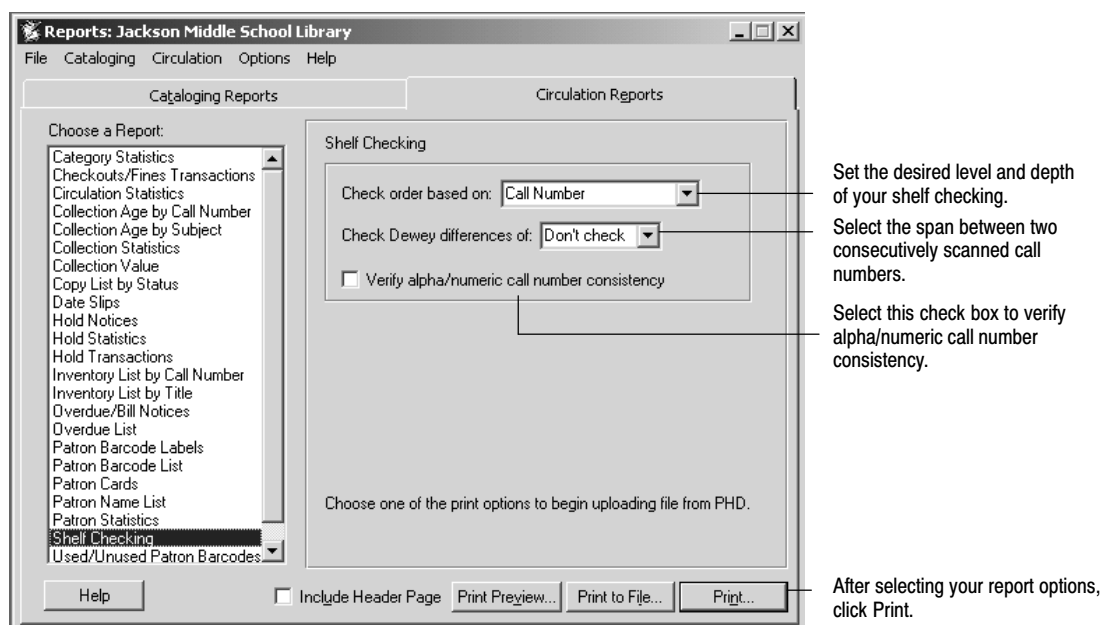 Reports: Jackson Middle School Library
File Cataloging Circulation Options Help
Cataloging Reports
Circulation Reports
Choose a Report:
Category Statistics
Checkouts/Fines Transactions
Circulation Statistics
Collection Age by Call Number
Collection Age by Subject
Collection Statistics
Collection Value
Copy List by Status
Date Slips
Hold Notices
Hold Statistics
Hold Transactions
Inventory List by Call Number
Inventory List by Title
Overdue/Bill Notices
Overdue List
Patron Barcode Labels
Patron Barcode List
Patron Cards
Patron Name List
Patron Statistics
Shelf Checking
Used/Unused Patron Barcodes
Shelf Checking
Check order based on: Call Number
Check Dewey differences of: Don't check
Verify alpha/numeric call number consistency
Choose one of the print options to begin uploading file from PHD.
Help
Include Header Page
Print Preview...
Print to File...
Print...
Set the desired level and depth
of your shelf checking.
Select the span between two
consecutively scanned call
numbers.
Select this check box to verify
alpha/numeric call number
consistency.
After selecting your report options,
click Print.